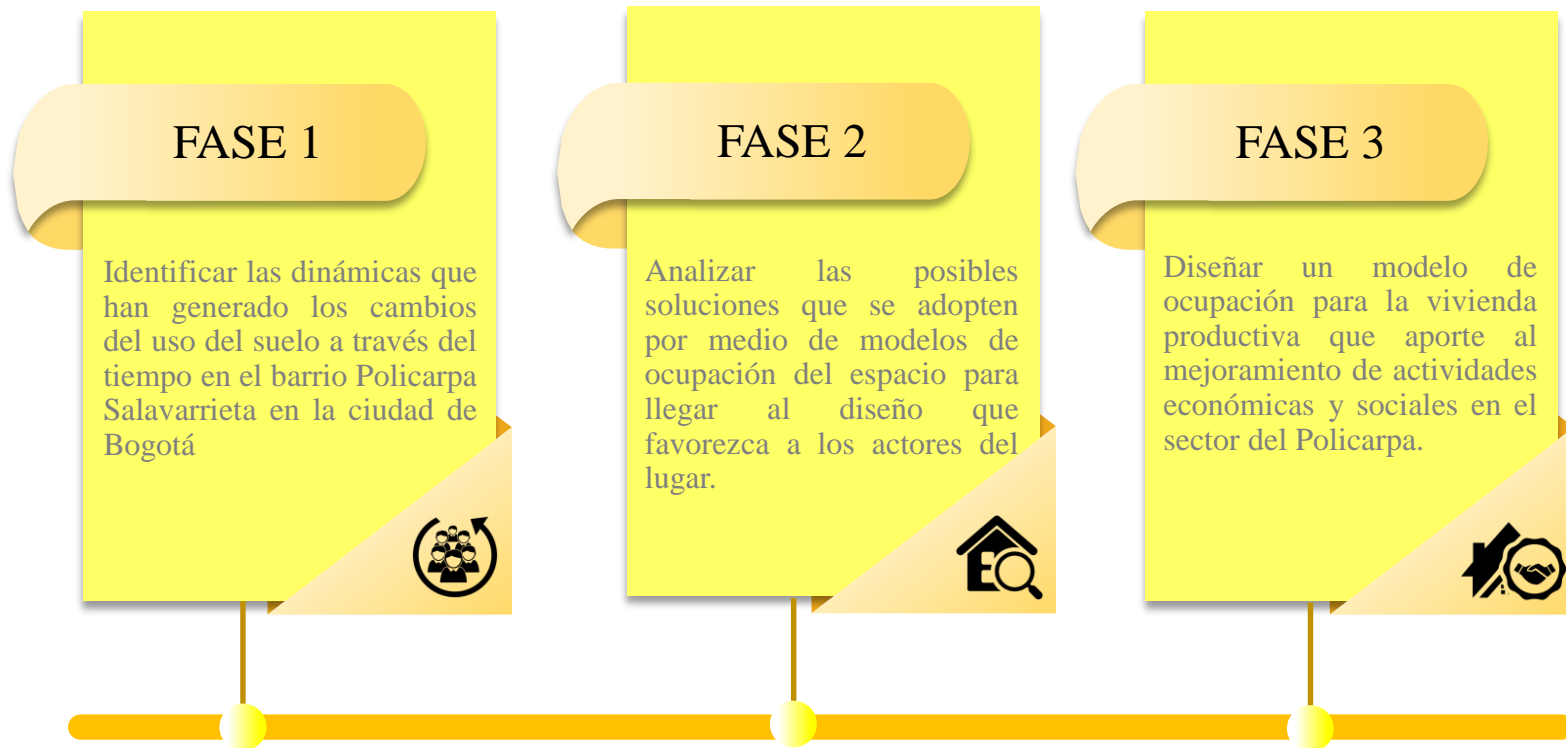 FASE 1
Identificar las dinámicas que
han generado los cambios
del uso del suelo a través del
tiempo en el barrio Policarpa
Salavarrieta en la ciudad de
Bogotá
FASE 2
Analizar las posibles
soluciones que se adopten
por medio de modelos de
ocupación del espacio para
llegar al diseño que
favorezca a los actores del
lugar.
FASE 3
Diseñar un modelo de
ocupación para la vivienda
productiva que aporte al
mejoramiento de actividades
económicas y sociales en el
sector del Policarpa.